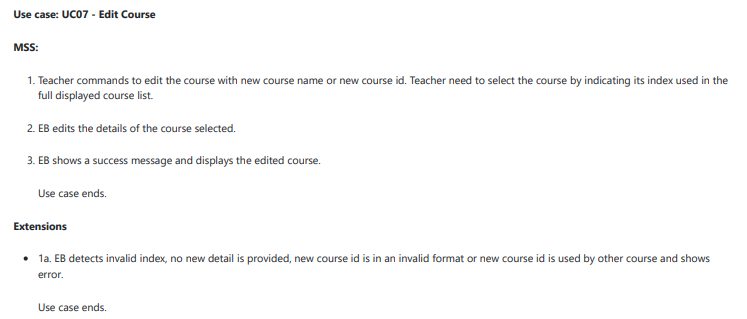 Use case: UC07 - Edit Course
MSS:
1. Teacher commands to edit the course with new course name or new course id. Teacher need to select the course by indicating its index used in the
full displayed course list.
2. EB edits the details of the course selected.
3. EB shows a success message and displays the edited course.
Use case ends.
Extensions
• 1a. EB detects invalid index, no new detail is provided, new course id is in an invalid format or new course id is used by other course and shows
error.
Use case ends.